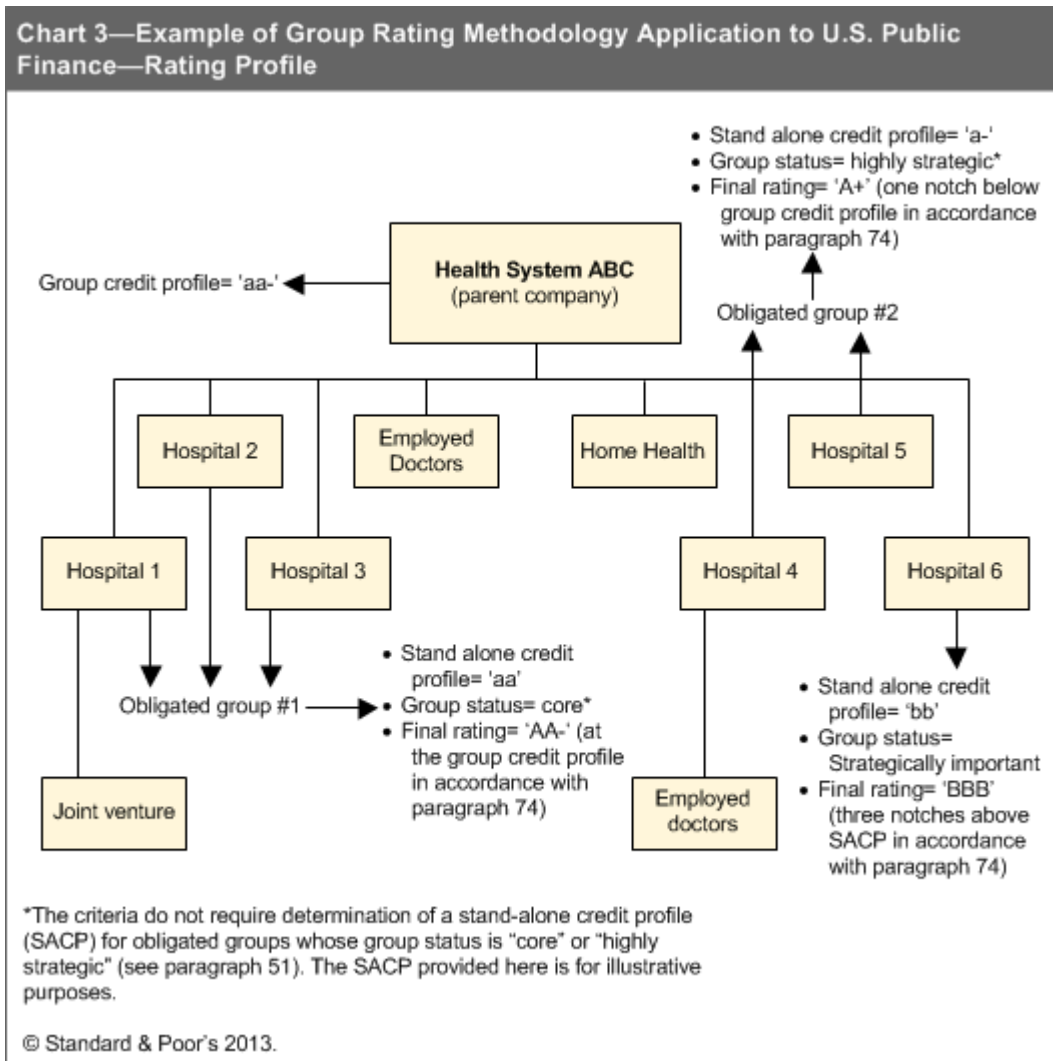 Chart 3—Example of Group Rating Methodology Application to U.S. Public
Finance—Rating Profile
• Stand alone credit profile= 'a-'
• Group status= highly strategic*
• Final rating= 'A+' (one notch below
group credit profile in accordance
with paragraph 74)
Health System ABC
(parent company)
Group credit profile= 'aa-'
Obligated group #2
Hospital 2
Employed
Doctors
Home Health
Hospital 5
Hospital 1
Hospital 3
Hospital 4
Hospital 6
Obligated group #1
• Stand alone credit
profile= 'aa'
• Group status= core*
• Final rating= 'AA-' (at
the group credit profile
in accordance with
paragraph 74)
• Stand alone credit
profile= 'bb'
• Group status=
Strategically important
• Final rating= 'BBB'
(three notches above
SACP in accordance
with paragraph 74)
Joint venture
Employed
doctors
*The criteria do not require determination of a stand-alone credit profile
(SACP) for obligated groups whose group status is "core" or "highly
strategic" (see paragraph 51). The SACP provided here is for illustrative
purposes.
© Standard & Poor's 2013.